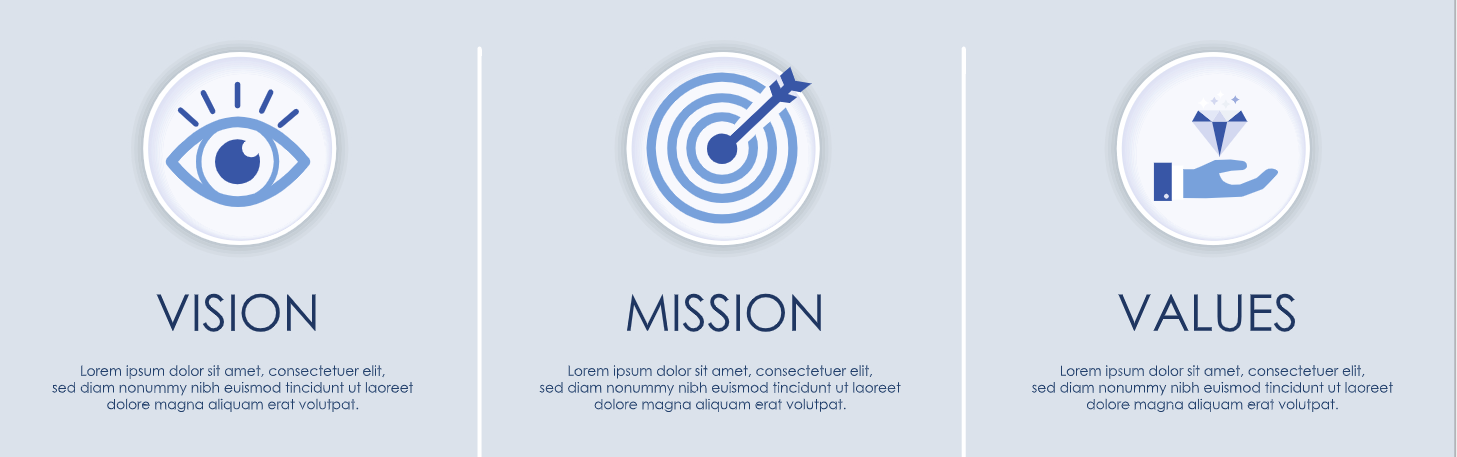 VISION
Lorem ipsum dolor sit amet, consectetuer elit,
sed diam nonummy nibh euismod tincidunt ut laoreet
dolore magna aliquam erat volutpat.
MISSION
Lorem ipsum dolor sit amet, consectetuer elit,
sed diam nonummy nibh euismod tincidunt ut laoreet
dolore magna aliquam erat volutpat.
VALUES
Lorem ipsum dolor sit amet, consectetuer elit,
sed diam nonummy nibh euismod tincidunt ut laoreet
dolore magna aliquam erat volutpat.